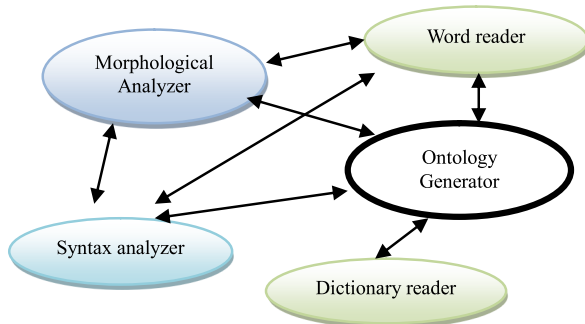 Word reader
Morphological
Analyzer
Ontology
Generator
Syntax analyzer
Dictionary reader